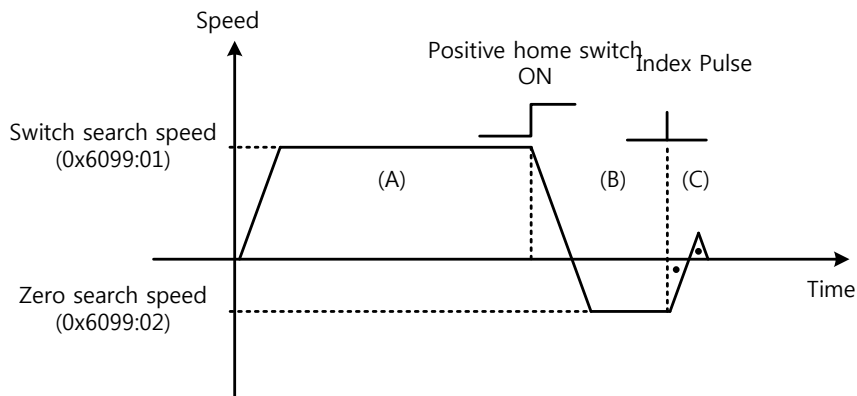 Speed
Positive home switch
ON
Index Pulse
Switch search speed
(0x6099:01)
(A)
(B)
(C)
Zero search speed
(0x6099:02)
Time